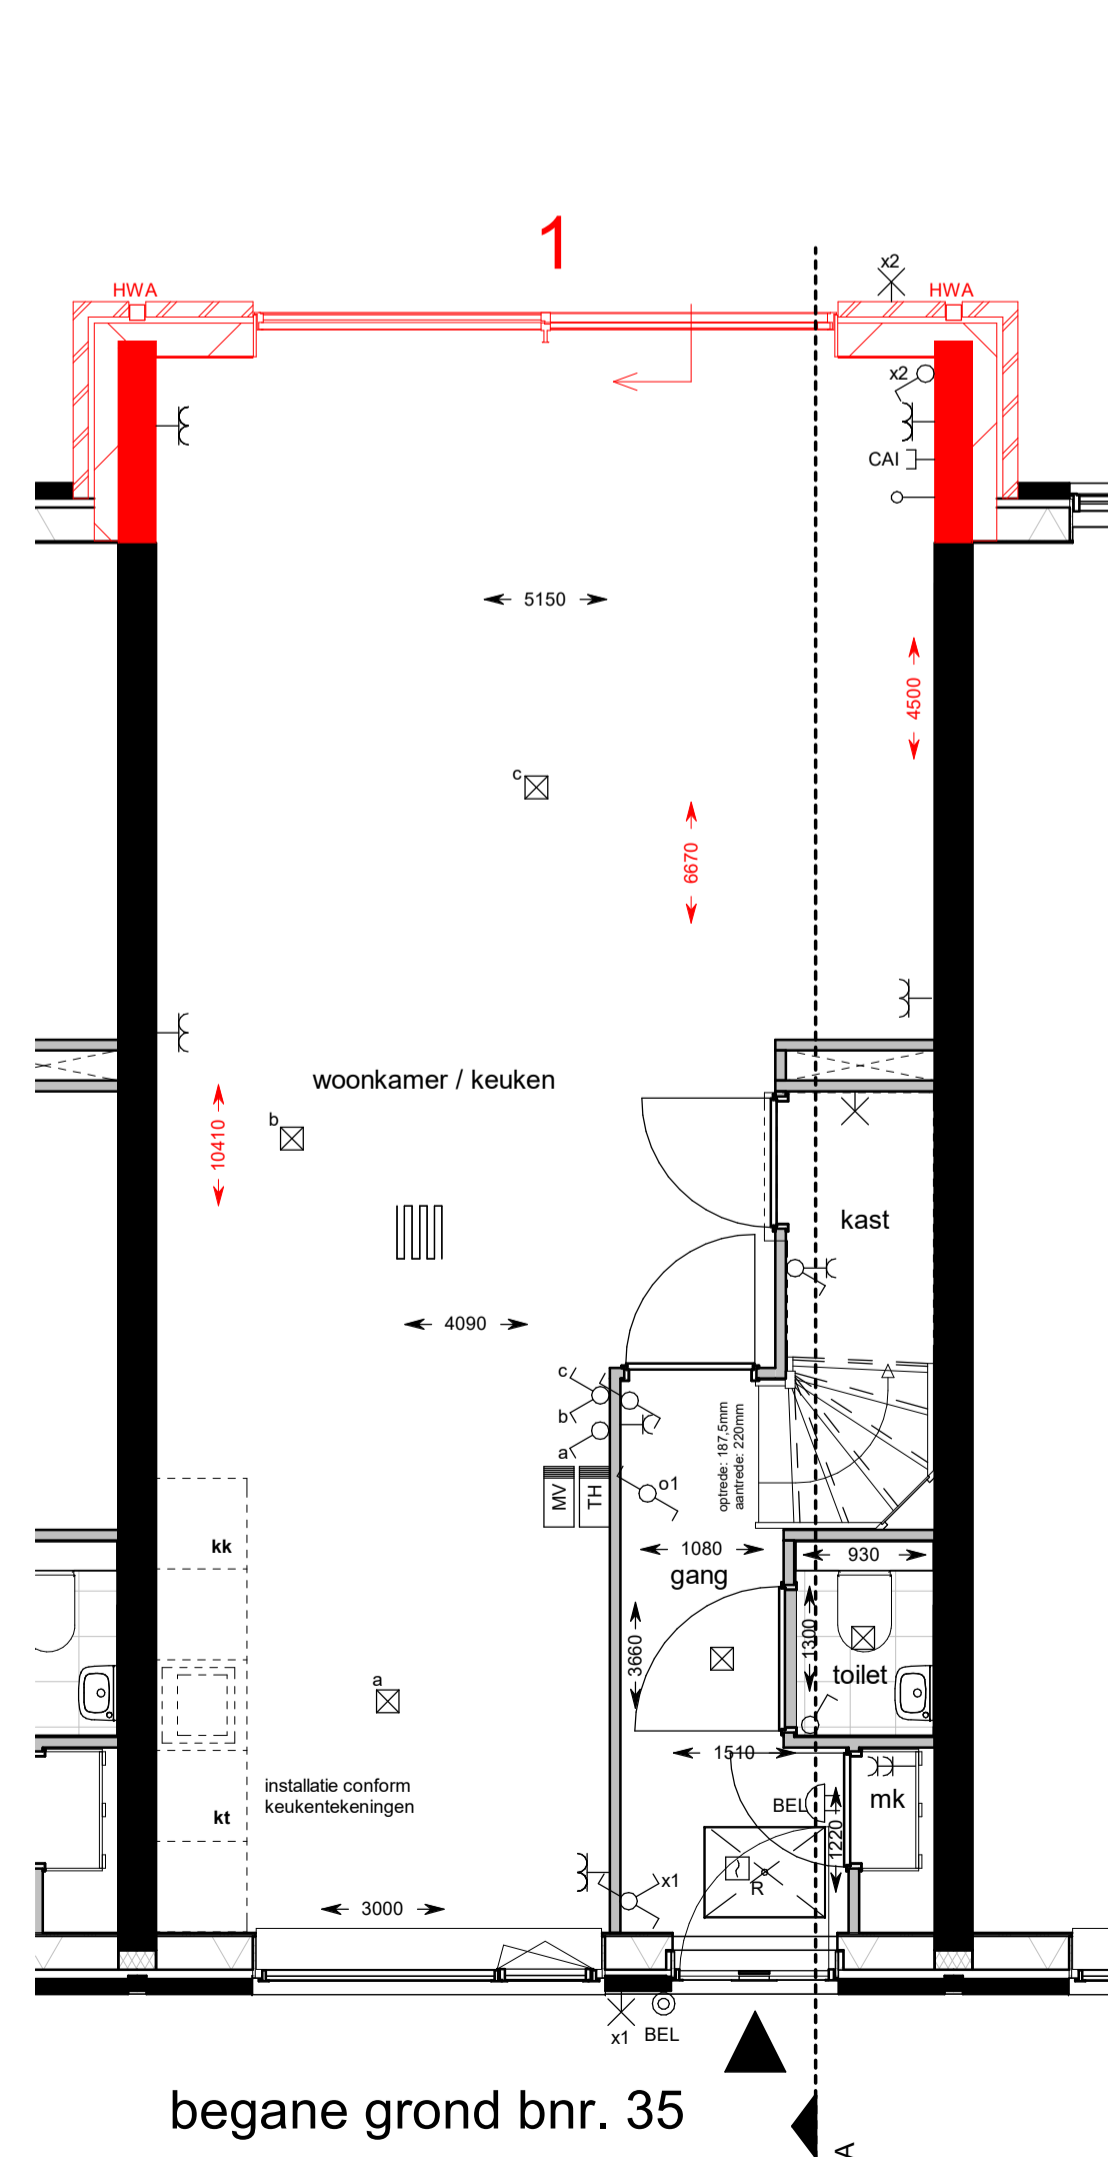 1
x2
HWA
HWA
x2
CAI
5150
4500
c
6670
woonkamer / keuken
b
10410
kast
4090
c
b
a
optrede: 187,5mm
aantrede: 220mm
MV
TH
o1
kk
1080
930
gang
3660
1300
toilet
a
1510
installatie conform
keukentekeningen
kt
BEL
mk
1220
R
x1
3000
x1
BEL
begane grond bnr. 35
A